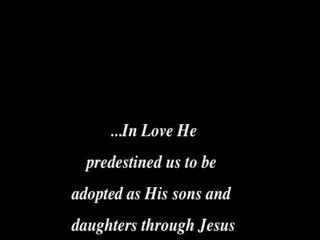 ...In Love He
predestined us to be
adopted as His sons and
daughters through Jesus